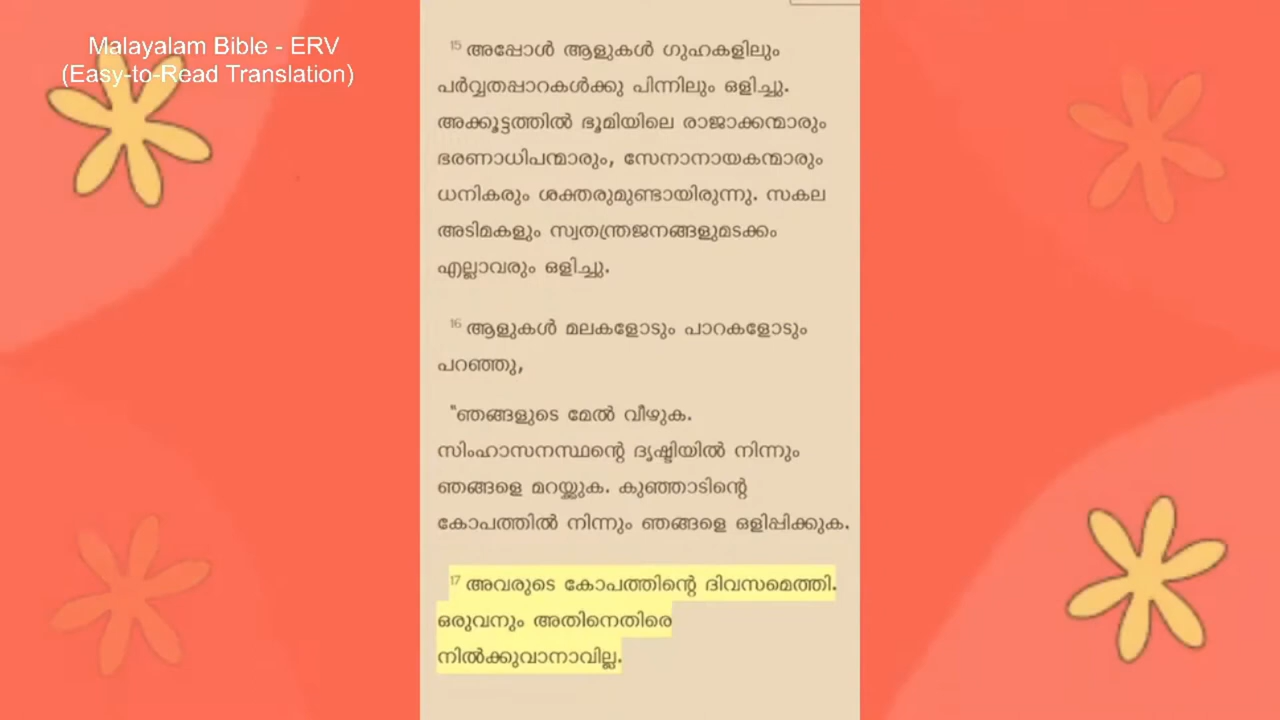 Malayalam Bible - ERV
(Easy-to-Read Translation)
15 അപ്പോൾ ആളുകൾ ഗുഹകളിലും
പർവ്വതപ്പാറകൾക്കു പിന്നിലും ഒളിച്ചു.
അക്കൂട്ടത്തിൽ ഭൂമിയിലെ രാജാക്കന്മാരും
ഭരണാധിപന്മാരും, സേനാനായകന്മാരും
ധനികരും ശക്തരുമുണ്ടായിരുന്നു. സകല
അടിമകളും സ്വതന്ത്രജനങ്ങളുമടക്കം
എല്ലാവരും ഒളിച്ചു.
16 ആളുകൾ മലകളോടും പാറകളോടും
പറഞ്ഞു,
"ഞങ്ങളുടെ മേൽ വീഴുക.
സിംഹാസനസ്ഥന്റെ ദൃഷ്ടിയിൽ നിന്നും
ഞങ്ങളെ മറയ്ക്കുക. കുഞ്ഞാടിന്റെ
കോപത്തിൽ നിന്നും ഞങ്ങളെ ഒളിപ്പിക്കുക.
17 അവരുടെ കോപത്തിന്റെ ദിവസമെത്തി.
ഒരുവനും അതിനെതിരെ
നിൽക്കുവാനാവില്ല.